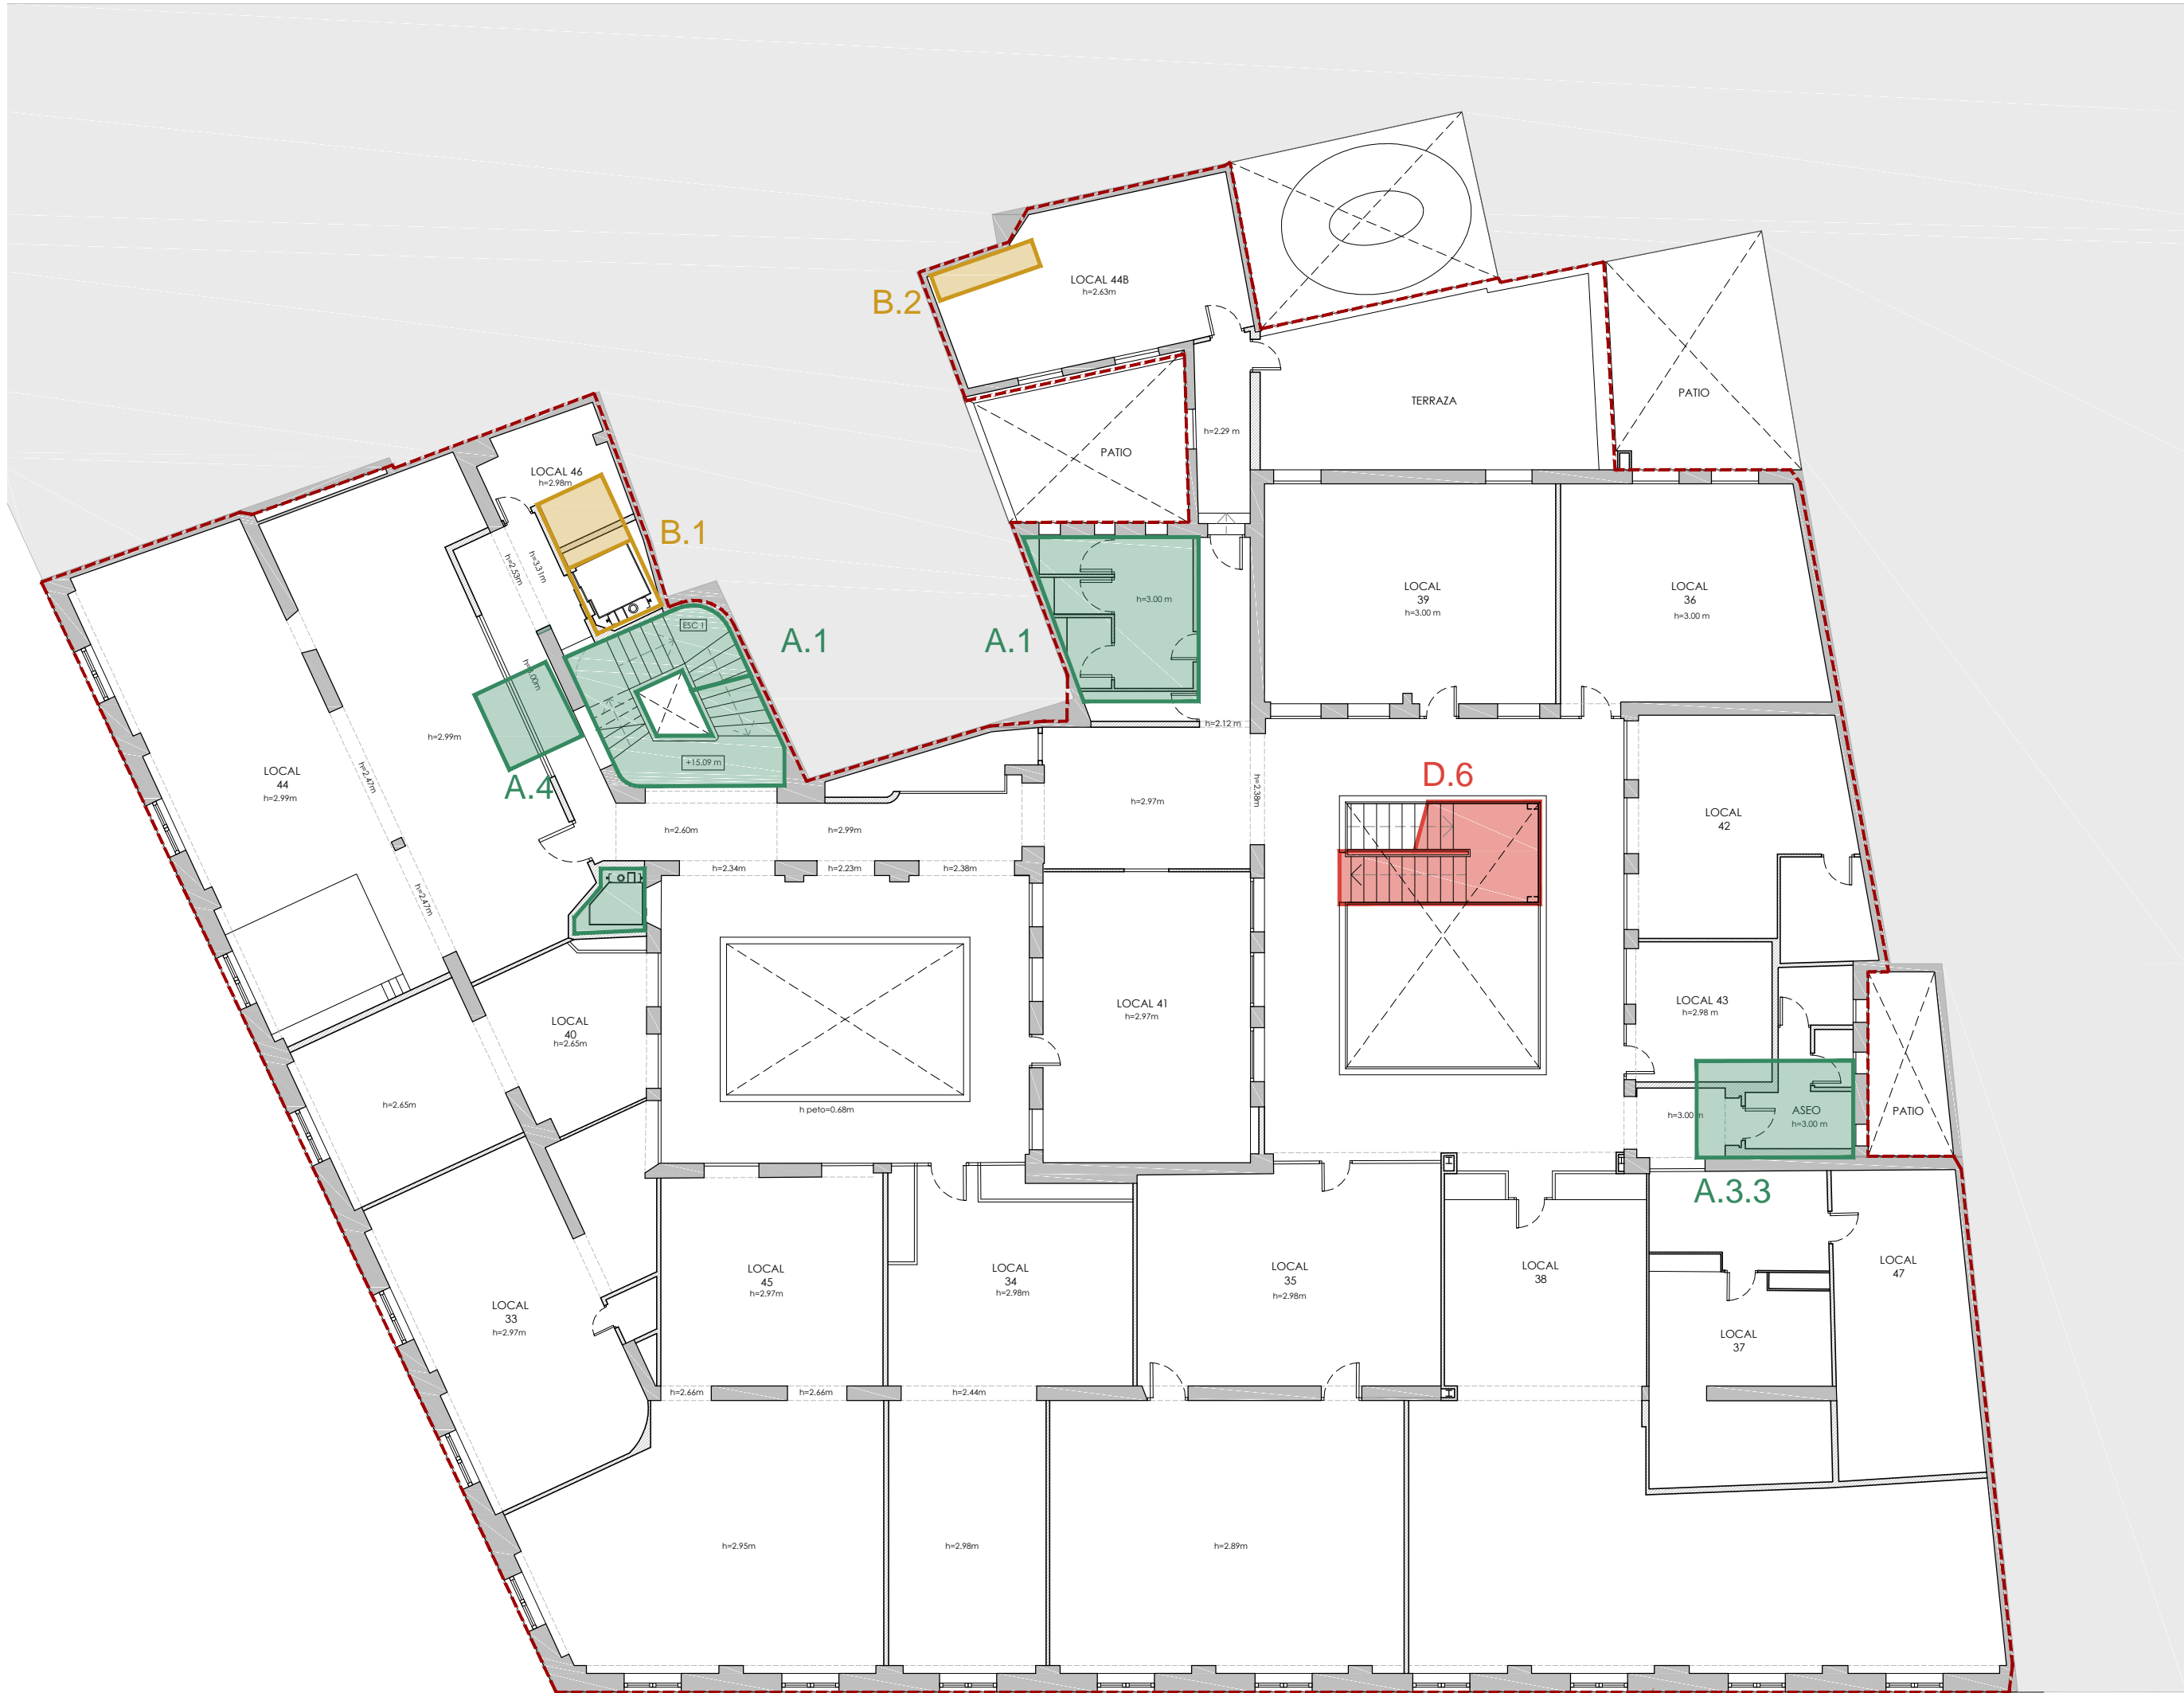 LOCAL 44B
h=2.63m
B.2
PATIO
TERRAZA
h=2.29 m
PATIO
LOCAL 46
h=2.98m
B.1
h=2.53m
h=3.31m
LOCAL
39
h=3.00 m
LOCAL
36
h=3.00 m
h=3.00 m
ESC 1
A.1
A.1
h=2.12 m
h=2.99m
+15.09 m
A.4
LOCAL
44
h=2.99m
h=2.47m
h=2.47m
D.6
h=2.38m
h=2.97m
LOCAL
42
h=2.60m
h=2.99m
h=2.34m
h=2.23m
h=2.38m
LOCAL
40
h=2.65m
LOCAL 41
h=2.97m
LOCAL 43
h=2.98 m
h=2.65m
h peto=0.68m
h=3.00 m
ASEO
h=3.00 m
PATIO
A.3.3
LOCAL
45
h=2.97m
LOCAL
34
h=2.98m
LOCAL
35
h=2.98m
LOCAL
38
LOCAL
47
LOCAL
33
h=2.97m
LOCAL
37
h=2.66m
h=2.66m
h=2.44m
h=2.95m
h=2.98m
h=2.89m